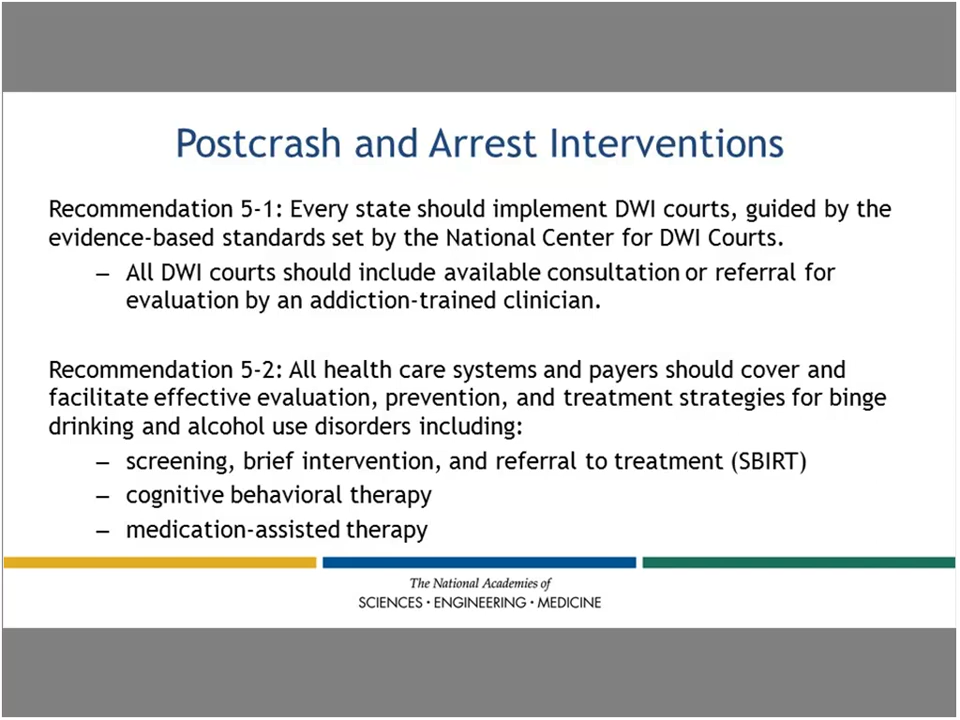 Postcrash and Arrest Interventions
Recommendation 5-1: Every state should implement DWI courts, guided by the
evidence-based standards set by the National Center for DWI Courts.
– All DWI courts should include available consultation or referral for
evaluation by an addiction-trained clinician.
Recommendation 5-2: All health care systems and payers should cover and
facilitate effective evaluation, prevention, and treatment strategies for binge
drinking and alcohol use disorders including:
– screening, brief intervention, and referral to treatment (SBIRT)
– cognitive behavioral therapy
– medication-assisted therapy
The National Academies of
SCIENCES · ENGINEERING · MEDICINE